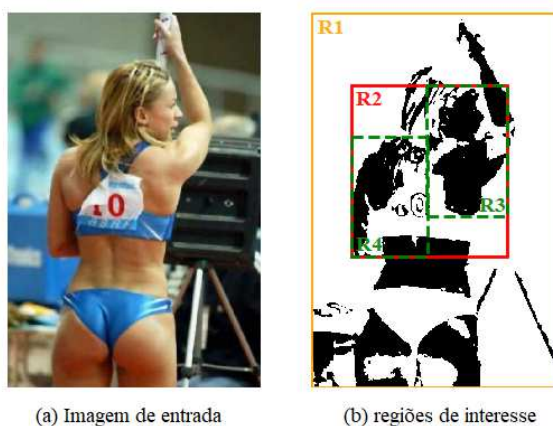 10
R1
R2
R3
R4
(a) Imagem de entrada
(b) regiões de interesse